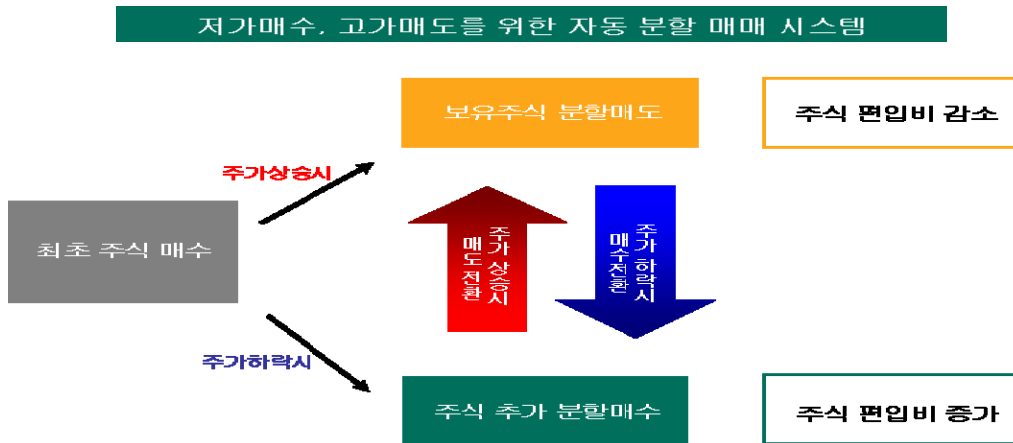 저가매수, 고가매도를 위한 자동 분할 매매 시스템
보유주식 분할매도
주식 편입비 감소
주가상승시
최초 주식 매수
주가 상승시
매도전환
주가 하락시
매수전환
주가하락시
주식 추가 분할매수
주식 편입비 증가